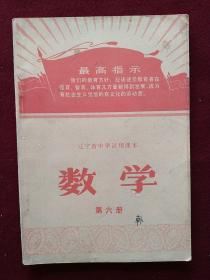 最高指示
我们的教育方针，应该使受教育者在
德育、智育、体育几方面都得到发展，成为
有社会主义觉悟的有文化的劳动者。
辽宁省中学试用课本
数学
第六册